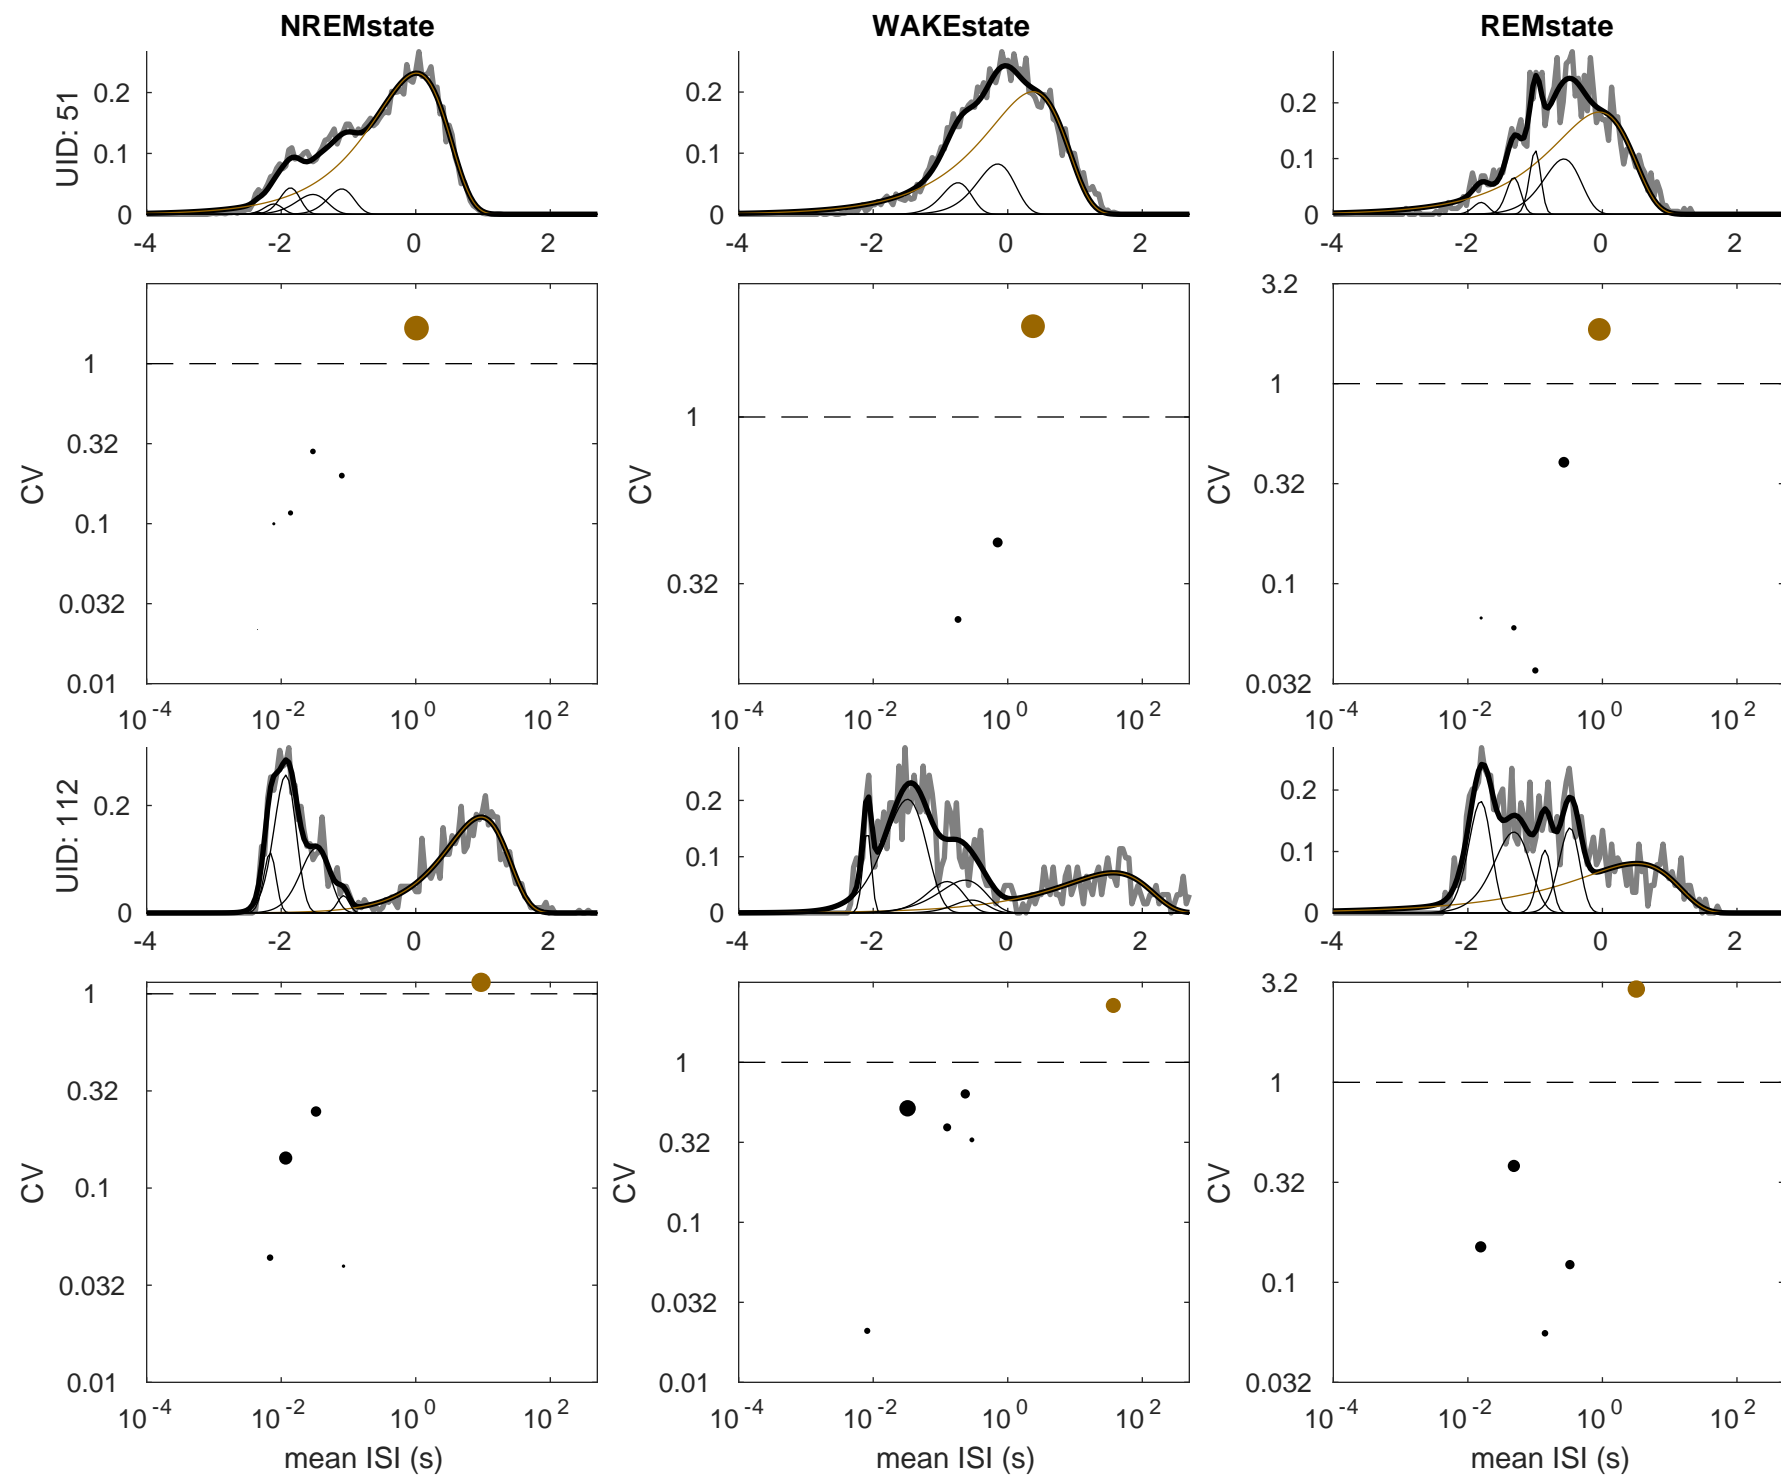 NREMstate WAKEstate REMstate
UID: 51
0.2 0.1 0
-4 -2 0 2
0.2 0.1 0
-4 -2 0 2
0.2 0.1 0
-4 -2 0 2
CV
1 0.32 0.1 0.032 0.01
10^-4 10^-2 10^0 10^2
CV
1 0.32
10^-4 10^-2 10^0 10^2
CV
3.2 1 0.32 0.1 0.032
10^-4 10^-2 10^0 10^2
UID: 112
0.2 0
-4 -2 0 2
0.2 0.1 0
-4 -2 0 2
0.2 0.1 0
-4 -2 0 2
CV
1 0.32 0.1 0.032 0.01
10^-4 10^-2 10^0 10^2
mean ISI (s)
CV
1 0.32 0.1 0.032 0.01
10^-4 10^-2 10^0 10^2
mean ISI (s)
CV
3.2 1 0.32 0.1 0.032
10^-4 10^-2 10^0 10^2
mean ISI (s)